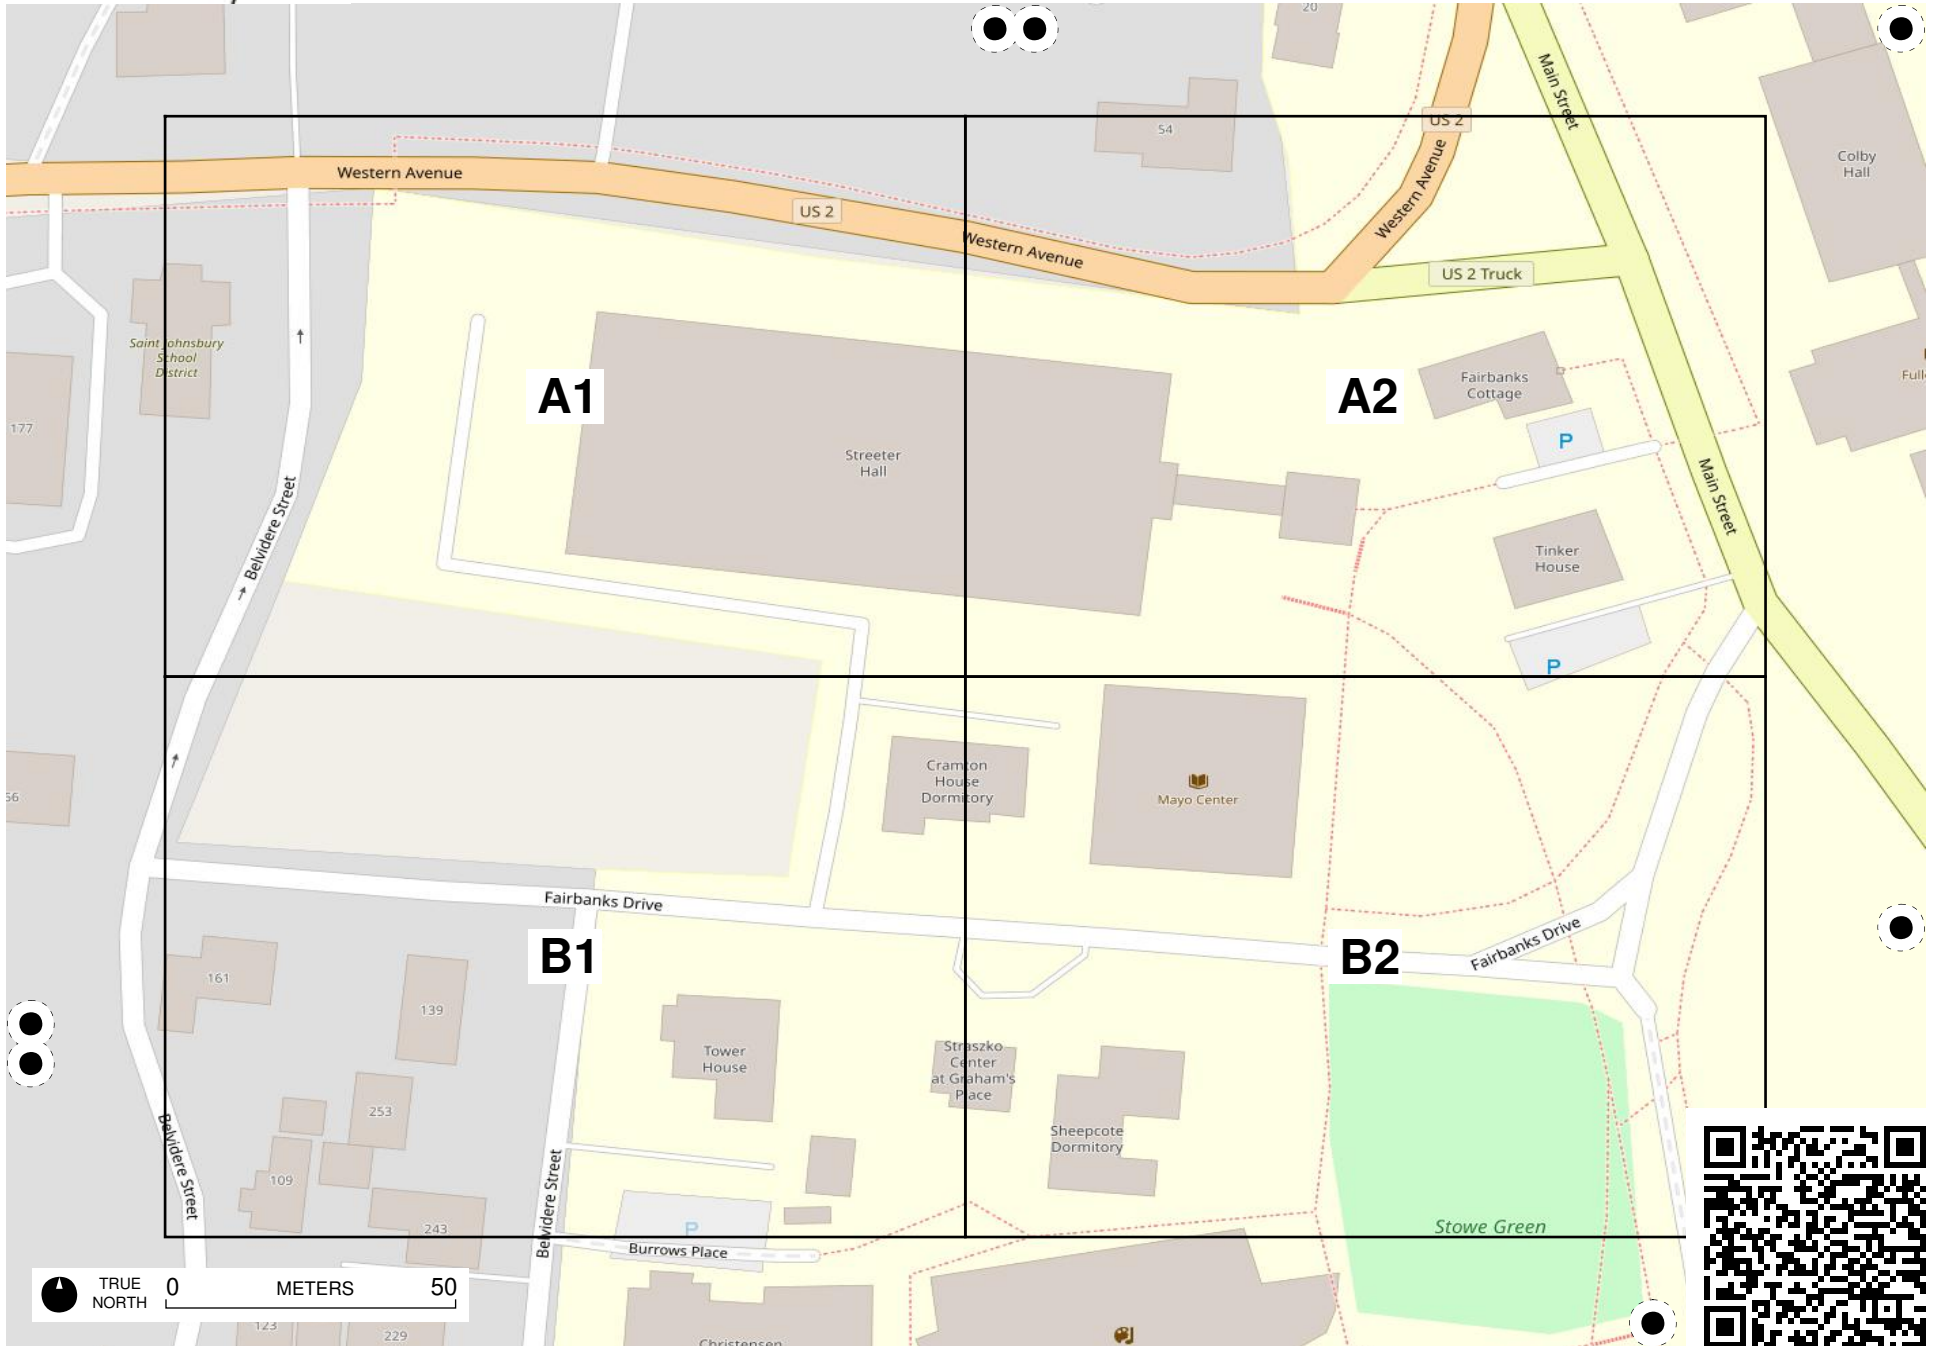 20
Main Street
54
US 2
Colby
Hall
Western Avenue
Western Avenue
US 2
Western Avenue
US 2 Truck
Saint Johnsbury
School
District
Fairbanks
Cottage
A1
A2
177
P
Streeter
Hall
Main Street
Belvidere Street
Tinker
House
P
Cramton
House
Dormitory
Mayo Center
Fairbanks Drive
Fairbanks Drive
B1
B2
161
139
Tower
House
Straszko
Center
at Graham's
Place
253
Sheepcote
Dormitory
Belvidere Street
109
Belvidere Street
243
P
Stowe Green
Burrows Place
TRUE
NORTH
0
METERS
50
123
229
Christensen